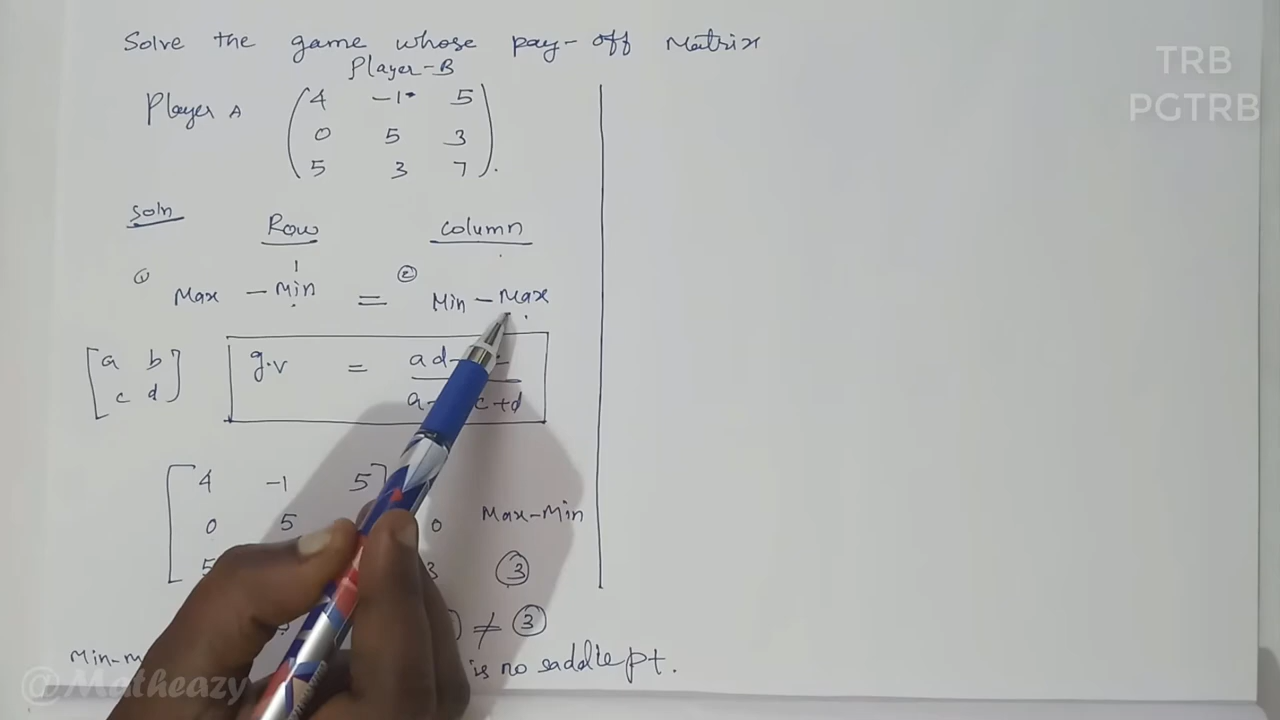 Solve the game whose pay-off Matrix
Player-B
Player A
4 -1 5
0 5 3
5 3 7.
Soln
Row column
① Max - Min = ② Min - Max
[a b
c d]
g.v = ad-
a- c+d
4 -1 5
0 5 0 Max-Min
5 3 ③
≠ ③
Min-m is no saddle pt.
TRB
PGTRB
@Matheazy